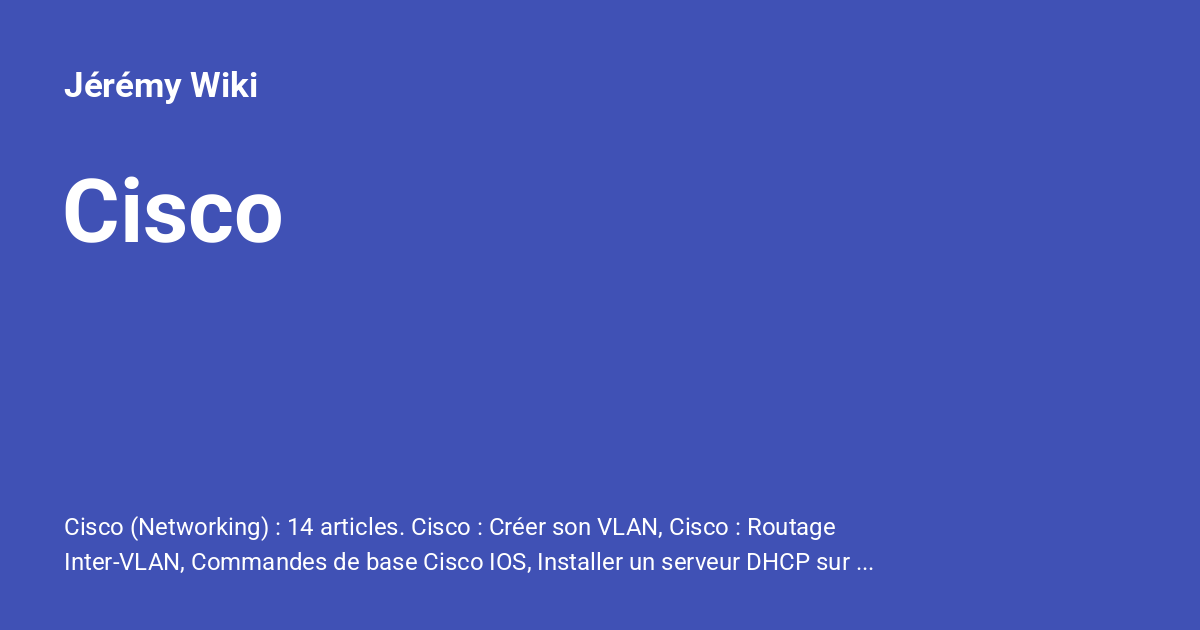 Jérémy Wiki
Cisco
Cisco (Networking) : 14 articles. Cisco : Créer son VLAN, Cisco : Routage
Inter-VLAN, Commandes de base Cisco IOS, Installer un serveur DHCP sur ...